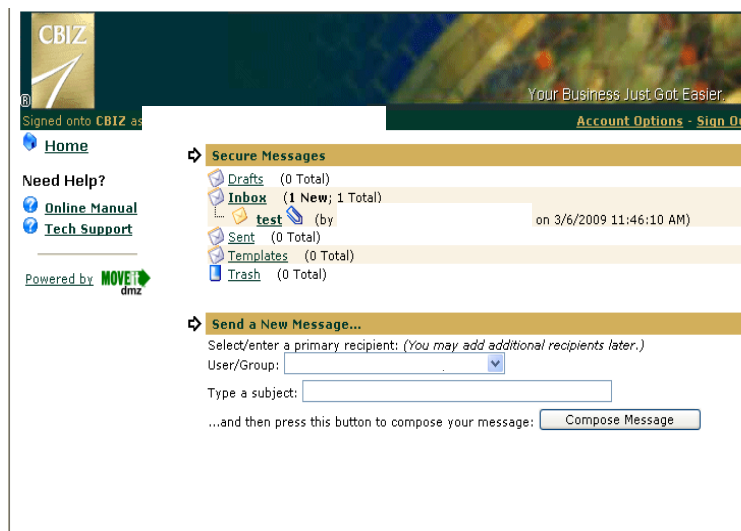 CBIZ
®
Your Business Just Got Easier.
Signed onto CBIZ as
Account Options - Sign O
Home
Need Help?
Online Manual
Tech Support
Powered by MOVEit dmz
Secure Messages
Drafts (0 Total)
Inbox (1 New; 1 Total)
test (by on 3/6/2009 11:46:10 AM)
Sent (0 Total)
Templates (0 Total)
Trash (0 Total)
Send a New Message...
Select/enter a primary recipient: (You may add additional recipients later.)
User/Group:
Type a subject:
...and then press this button to compose your message: Compose Message